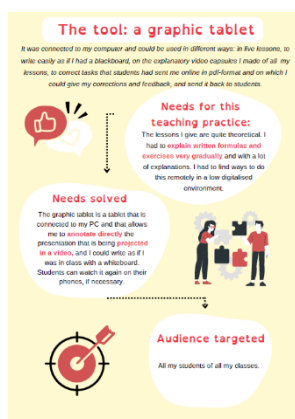 The tool: a graphic tablet
It was connected to my computer and could be used in different ways: in live lessons, to
write easily as if I had a blackboard, on the explanatory video capsules I made of all my
lessons, to correct tasks that students had sent me online in pdf-format and on which I
could give my corrections and feedback, and send it back to students.
Needs for this
teaching practice:
The lessons I give are quite theoretical. I
had to explain written formulas and
exercises very gradually and with a lot
of explanations. I had to find ways to do
this remotely in a low digitalised
environment.
Needs solved
The graphic tablet is a tablet that is
connected to my PC and that allows
me to annotate directly the
presentation that is being projected
in a video, and I could write as if I
was in class with a whiteboard.
Students can watch it again on their
phones, if necessary.
Audience targeted
All my students of all my classes.